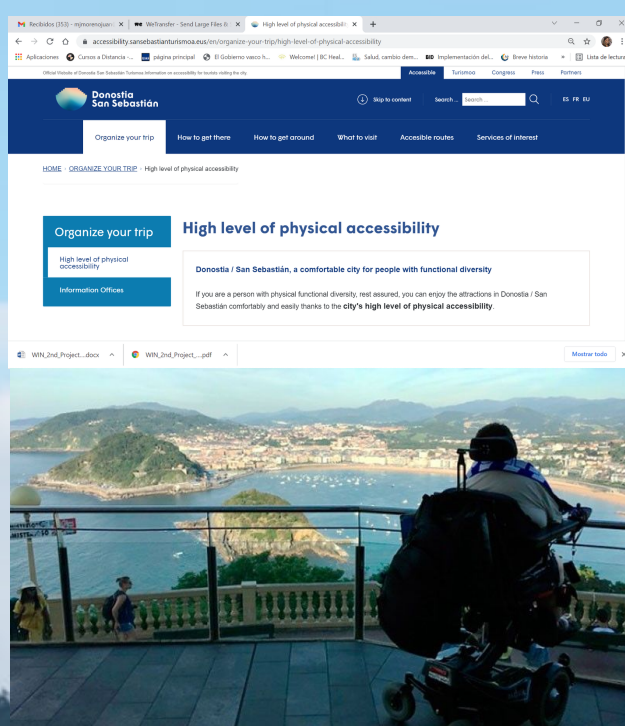 Recibidos (353) - mjmorenojuan
WeTransfer - Send Large Files &
High level of physical accessibilit
accessibility.sansebastianturismoa.eus/en/organize-your-trip/high-level-of-physical-accessibility
Aplicaciones
Cursos a Distancia -...
página principal
El Gobierno vasco h...
Welcome! | BC Heal...
Salud, cambio dem...
BID Implementación del...
Breve historia
»
Lista de lectura
Official Website of Donostia San Sebastián Turismoa Information on accessibility for tourists visiting the city.
Accessible
Turismoa
Congress
Press
Partners
Donostia
San Sebastián
Skip to content
Search ...
Search ...
ES FR EU
Organize your trip
How to get there
How to get around
What to visit
Accesible routes
Services of interest
HOME - ORGANIZE YOUR TRIP - High level of physical accessibility
Organize your trip
High level of physical
accessibility
Information Offices
High level of physical accessibility
Donostia / San Sebastián, a comfortable city for people with functional diversity
If you are a person with physical functional diversity, rest assured, you can enjoy the attractions in Donostia / San
Sebastián comfortably and easily thanks to the city's high level of physical accessibility.
WIN_2nd_Project....docx
WIN_2nd_Project_....pdf
Mostrar todo